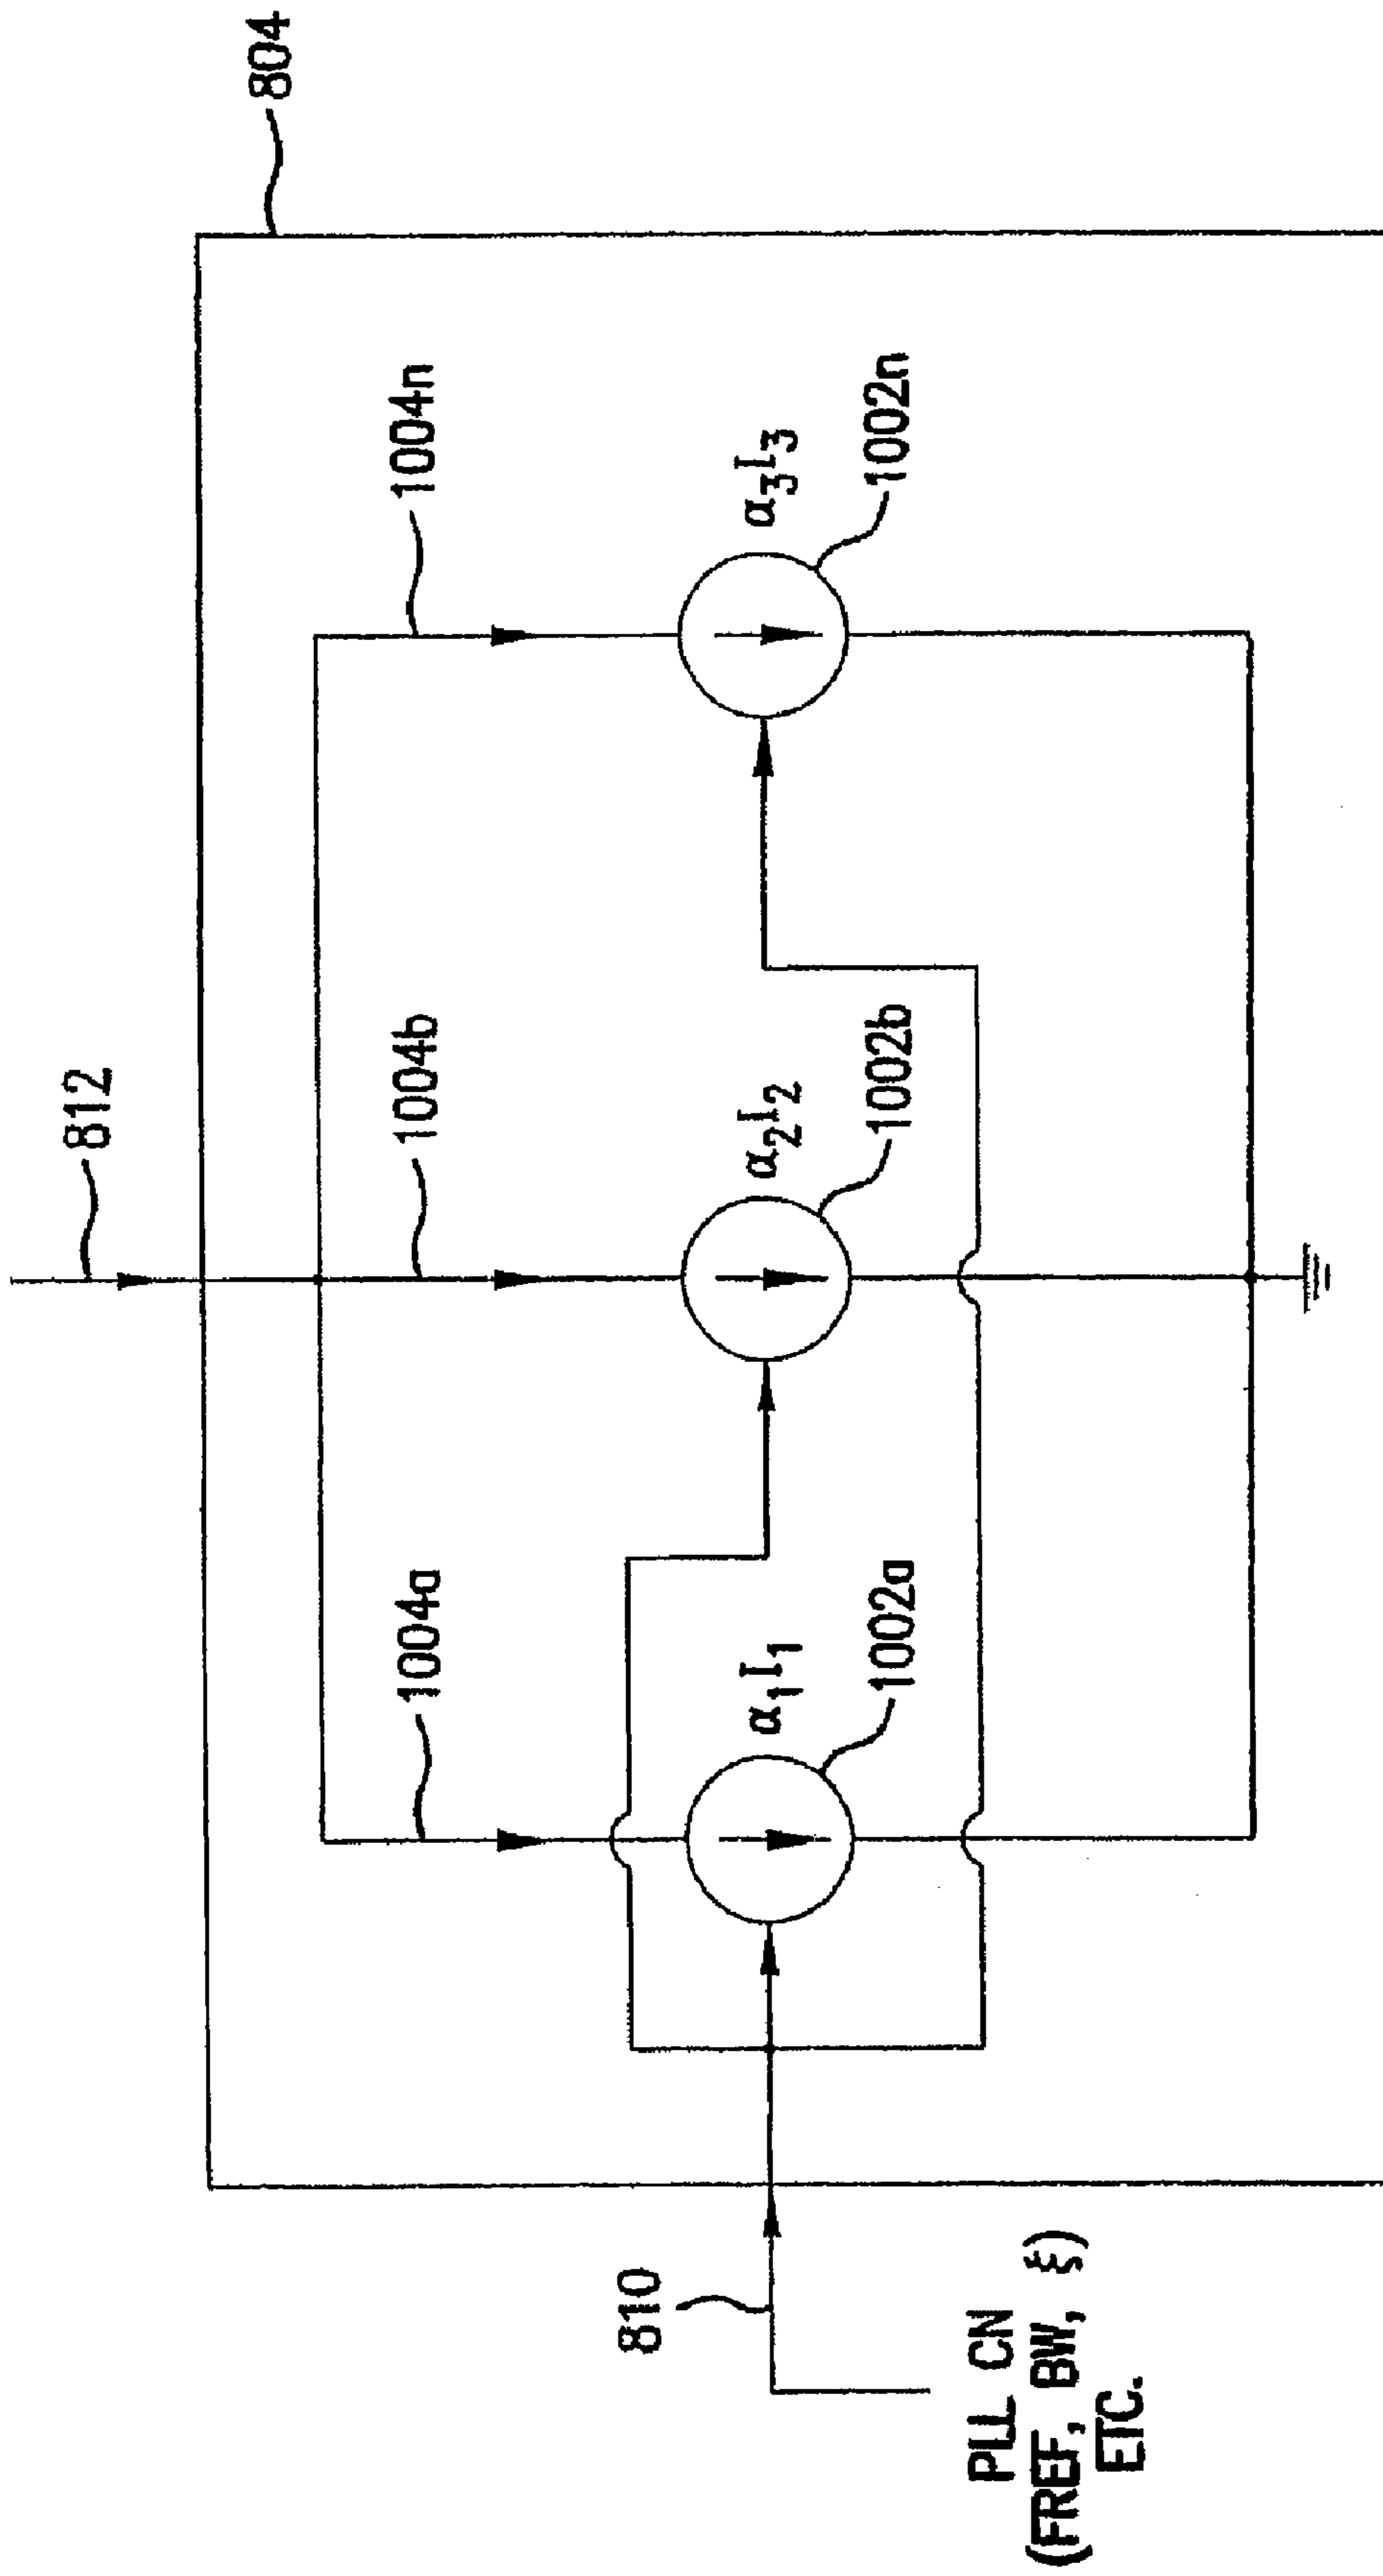 812
804
1004a
1004b
1004n
α₁I₁
α₂I₂
α₃I₃
1002a
1002b
1002n
810
PLL CN
(FREF, BW, ξ)
ETC.